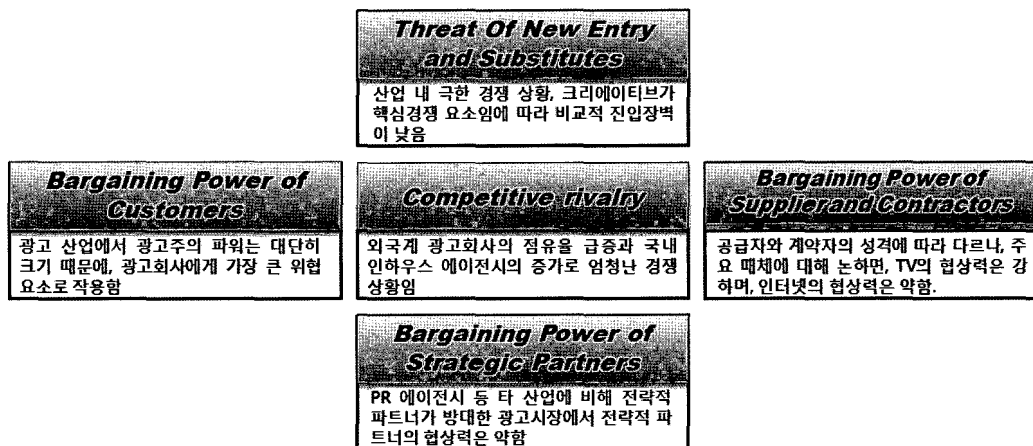 Threat Of New Entry
and Substitutes
산업 내 극한 경쟁 상황, 크리에이티브가
핵심경쟁 요소임에 따라 비교적 진입장벽
이 낮음
Bargaining Power of
Customers
광고 산업에서 광고주의 파워는 대단히
크기 때문에, 광고회사에게 가장 큰 위협
요소로 작용함
Competitive rivalry
외국계 광고회사의 점유율 급증과 국내
인하우스 에이전시의 증가로 엄청난 경쟁
상황임
Bargaining Power of
Supplier and Contractors
공급자와 계약자의 성격에 따라 다르나, 주
요 매체에 대해 논하면, TV의 협상력은 강
하며, 인터넷의 협상력은 약함.
Bargaining Power of
Strategic Partners
PR 에이전시 등 타 산업에 비해 전략적
파트너가 방대한 광고시장에서 전략적 파
트너의 협상력은 약함